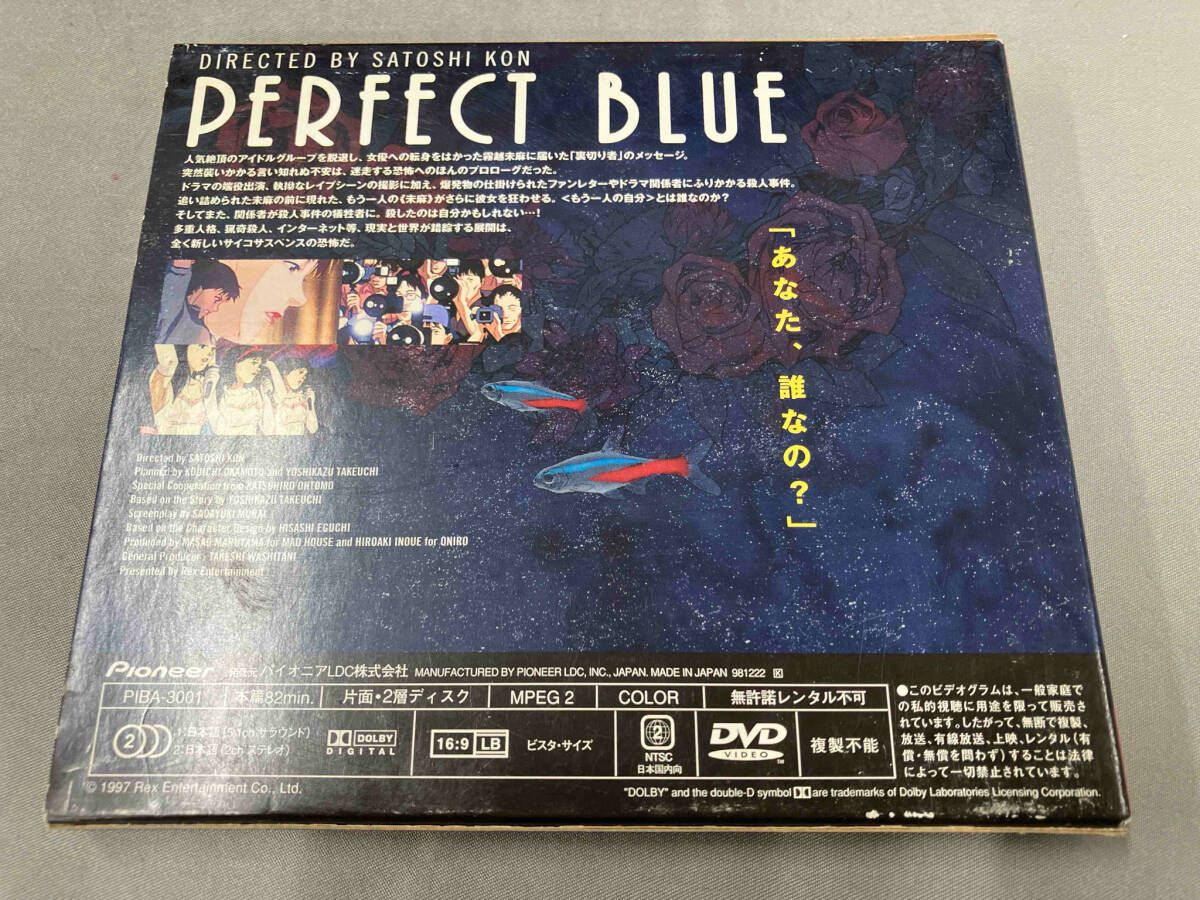 DIRECTED BY SATOSHI KON
PERFECT BLUE
人気絶頂のアイドルグループを脱退し、女優への転身をはかった霧越未麻に届いた「裏切り者」のメッセージ。
突然襲いかかる言い知れぬ不安は、迷走する恐怖へのほんのプロローグだった。
ドラマの端役出演、執拗なレイプシーンの撮影に加え、爆発物の仕掛けられたファンレターやドラマ関係者にふりかかる殺人事件。
追い詰められた未麻の前に現れた、もう一人の《未麻》がさらに彼女を狂わせる。<もう一人の自分>とは誰なのか?
そしてまた、関係者が殺人事件の犠牲者に。殺したのは自分かもしれない…!
多重人格、猟奇殺人、インターネット等、現実と世界が錯綜する展開は、
全く新しいサイコサスペンスの恐怖だ。
「あなた、誰なの?」
Directed by SATOSHI KON
Planned by KOUICHI OKAMOTO and YOSHIKAZU TAKEUCHI
Special Cooperation from KATSUHIRO OHTOMO
Based on the Story by YOSHIKAZU TAKEUCHI
Screenplay by SADAYUKI MURAI
Based on the Character Design by HISASHI EGUCHI
Produced by MASAO MARUYAMA for MAD HOUSE and HIROAKI INOUE for ONIRO
General Producer : TAKESHI WASHITANI
Presented by Rex Entertainment
Pioneer 発売元 パイオニアLDC株式会社 MANUFACTURED BY PIONEER LDC, INC., JAPAN. MADE IN JAPAN 981222 K
PIBA-3001 本篇82min. 片面・2層ディスク MPEG 2 COLOR 無許諾レンタル不可
2 1:日本語(5.1ch.サラウンド)
2:日本語(2ch.ステレオ)
DOLBY DIGITAL
16:9 LB ビスタ・サイズ
2 NTSC 日本国内向
DVD VIDEO TM
複製不能
●このビデオグラムは、一般家庭で
の私的視聴に用途を限って販売さ
れています。したがって、無断で複製、
放送、有線放送、上映、レンタル(有
償・無償を問わず)することは法律
によって一切禁止されています。
© 1997 Rex Entertainment Co., Ltd.
"DOLBY" and the double-D symbol are trademarks of Dolby Laboratories Licensing Corporation.